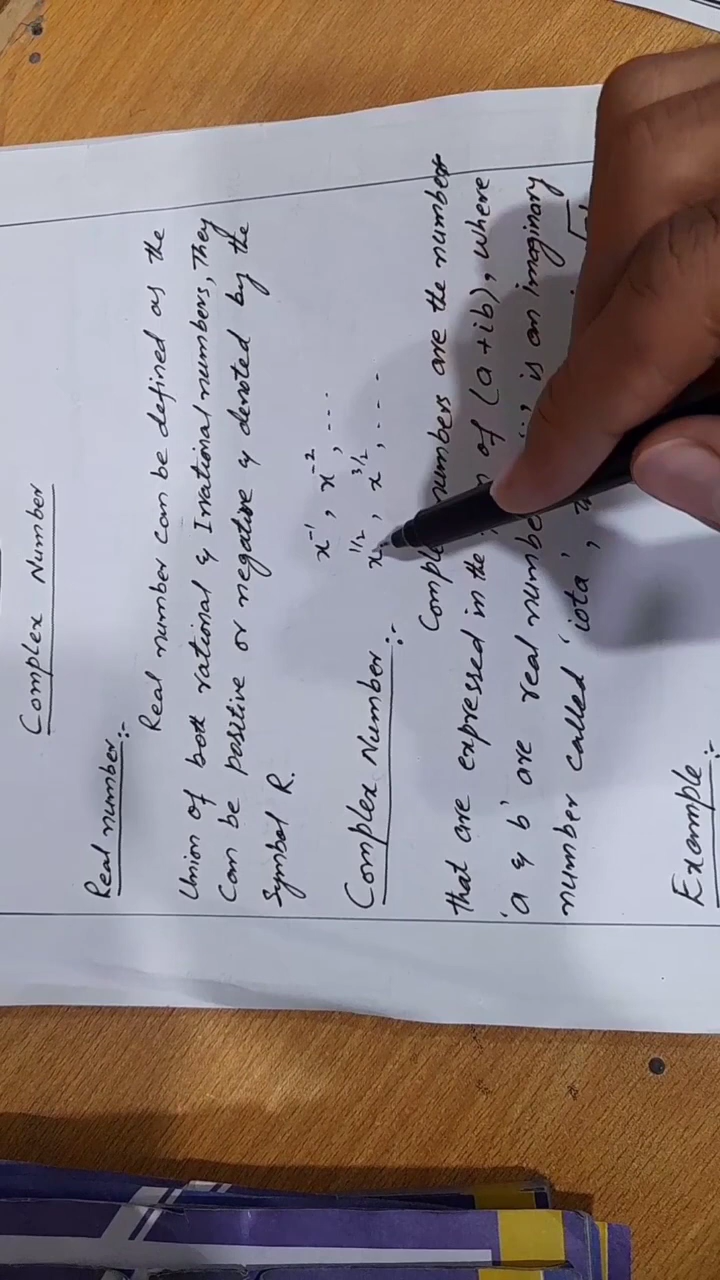 Complex Number
Real number:-
Real number can be defined as the
Union of both rational & Irrational numbers, They
can be positive or negative & denoted by the
Symbol R.
x⁻¹, x⁻², ...
x^1/2, x^3/2, ...
Complex Number :-
numbers are the numbers
that are expressed in the of (a+ib), where
'a & b' are real is an imaginary
number called 'iota',
Example :-